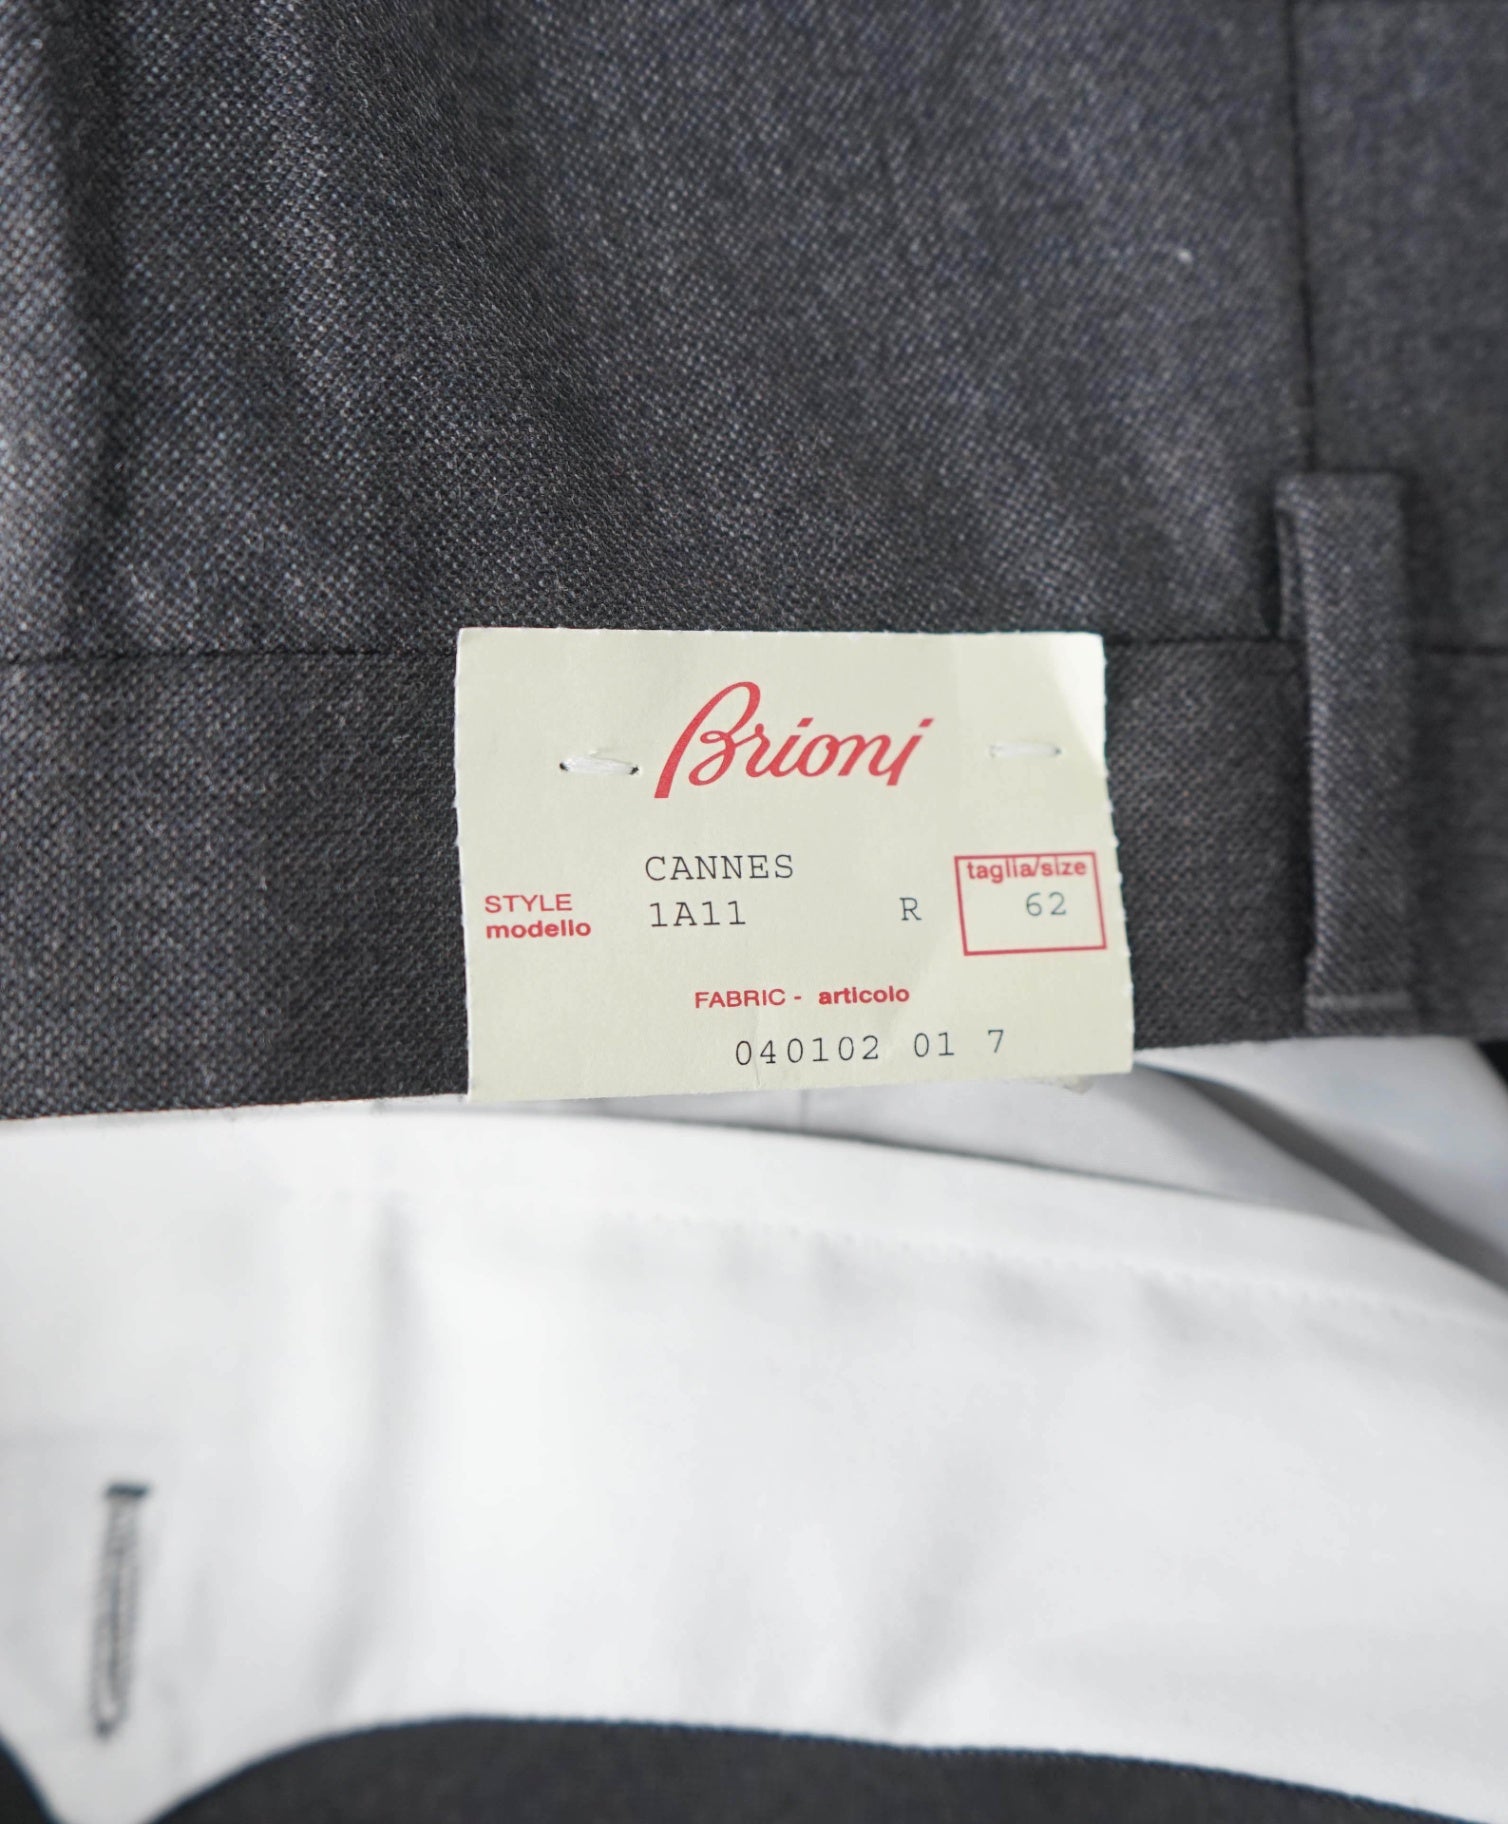 Brioni
CANNES
STYLE
modello
1A11 R
taglia/size
62
FABRIC - articolo
040102 01 7